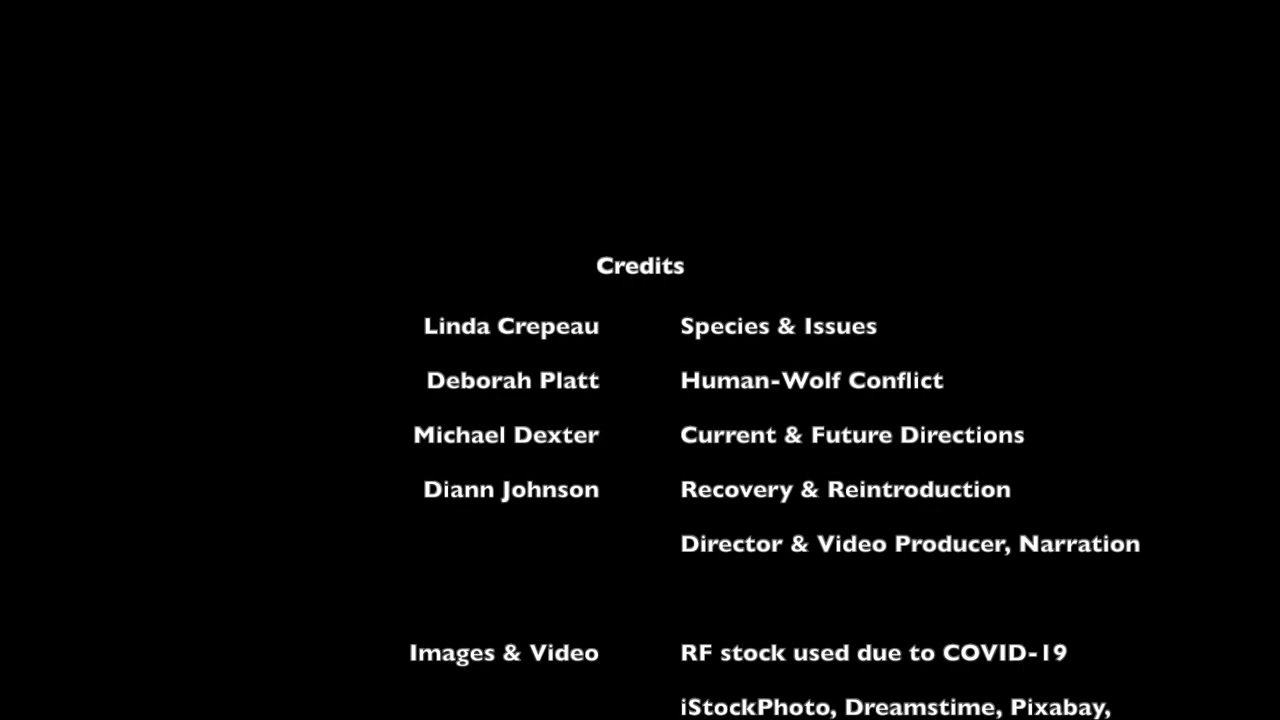 Credits
Linda Crepeau Species & Issues
Deborah Platt Human-Wolf Conflict
Michael Dexter Current & Future Directions
Diann Johnson Recovery & Reintroduction
Director & Video Producer, Narration
Images & Video RF stock used due to COVID-19
iStockPhoto, Dreamstime, Pixabay,